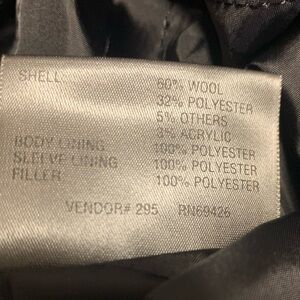 SHELL: 60% WOOL
32% POLYESTER
5% OTHERS
3% ACRYLIC
BODY LINING 100% POLYESTER
SLEEVE LINING 100% POLYESTER
FILLER 100% POLYESTER
VENDOR# 295 RN69426